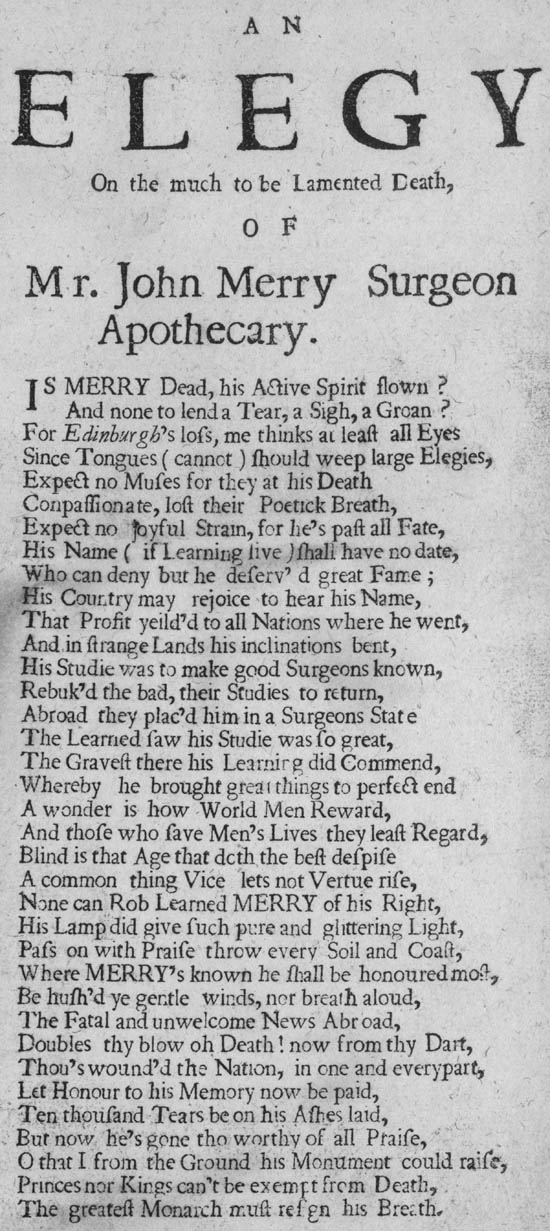 AN
ELEGY
On the much to be Lamented Death,
OF
Mr. John Merry Surgeon
Apothecary.
IS MERRY Dead, his Active Spirit flown ?
And none to lend a Tear, a Sigh, a Groan ?
For Edinburgh's loſs, me thinks at leaſt all Eyes
Since Tongues ( cannot ) ſhould weep large Elegies,
Expect no Muſes for they at his Death
Conpaſſionate, loſt their Poetick Breath,
Expect no Joyful Strain, for he's paſt all Fate,
His Name ( if Learning live ) ſhall have no date,
Who can deny but he deſerv' d great Fame ;
His Country may rejoice to hear his Name,
That Profit yeild'd to all Nations where he went,
And in ſtrange Lands his inclinations bent,
His Studie was to make good Surgeons known,
Rebuk'd the bad, their Studies to return,
Abroad they plac'd him in a Surgeons State
The Learned ſaw his Studie was ſo great,
The Graveſt there his Learning did Commend,
Whereby he brought great things to perfect end
A wonder is how World Men Reward,
And thoſe who ſave Men's Lives they leaſt Regard,
Blind is that Age that doth the beſt deſpiſe
A common thing Vice lets not Vertue riſe,
None can Rob Learned MERRY of his Right,
His Lamp did give ſuch pure and glittering Light,
Paſs on with Praiſe throw every Soil and Coaſt,
Where MERRY's known he ſhall be honoured moſt,
Be huſh'd ye gentle winds, nor breath aloud,
The Fatal and unwelcome News Abroad,
Doubles thy blow oh Death ! now from thy Dart,
Thou's wound'd the Nation, in one and everypart,
Let Honour to his Memory now be paid,
Ten thouſand Tears be on his Aſhes laid,
But now he's gone tho worthy of all Praiſe,
O that I from the Ground his Monument could raiſe,
Princes nor Kings can't be exempt from Death,
The greateſt Monarch muſt reſgn his Breath.